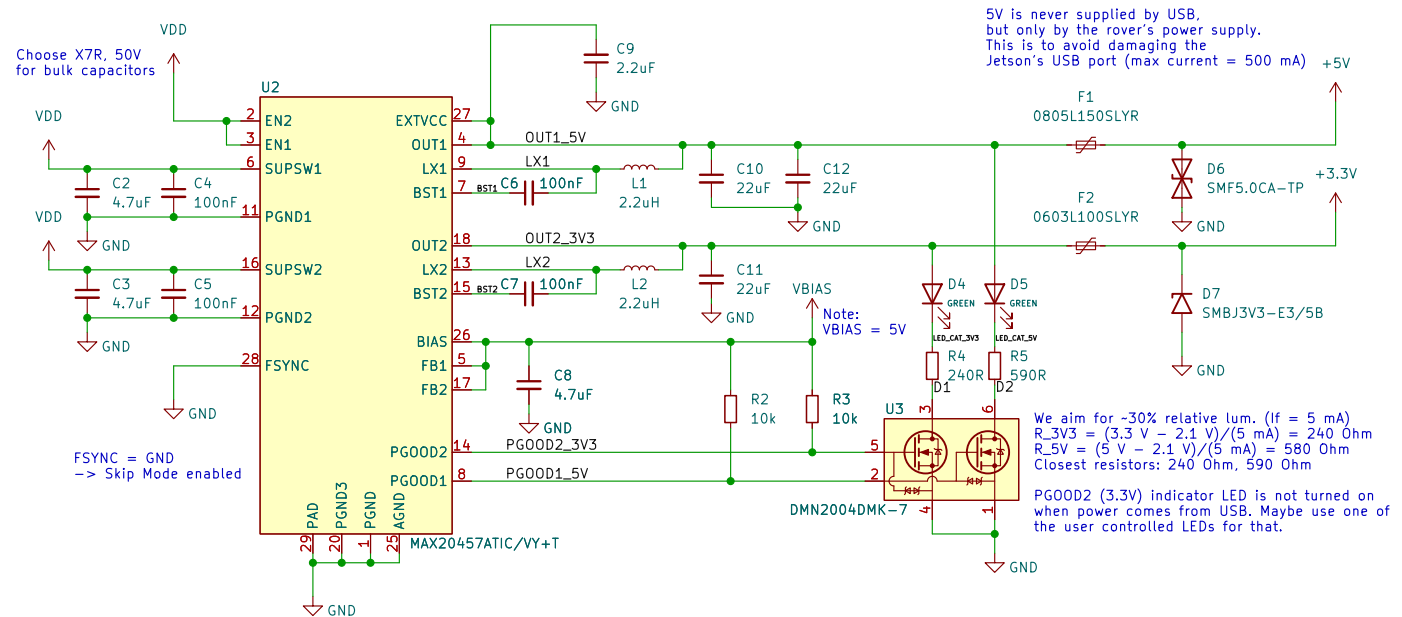 5V is never supplied by USB,
but only by the rover's power supply.
This is to avoid damaging the
Jetson's USB port (max current = 500 mA)
VDD
Choose X7R, 50V
for bulk capacitors
C9
2.2uF
GND
+5V
U2
F1
0805L150SLYR
VDD
2 EN2
3 EN1
6 SUPSW1
11 PGND1
16 SUPSW2
12 PGND2
28 FSYNC
EXTVCC 27
OUT1 4
LX1 9
BST1 7
OUT2 18
LX2 13
BST2 15
BIAS 26
FB1 5
FB2 17
PGOOD2 14
PGOOD1 8
PAD 29
PGND3 20
PGND 1
AGND 25
MAX20457ATIC/VY+T
GND
C2
4.7uF
C4
100nF
GND
VDD
C3
4.7uF
C5
100nF
GND
GND
FSYNC = GND
-> Skip Mode enabled
OUT1_5V
LX1
BST1 C6 100nF
L1
2.2uH
C10
22uF
C12
22uF
GND
D6
SMF5.0CA-TP
GND
+3.3V
F2
0603L100SLYR
OUT2_3V3
LX2
BST2 C7 100nF
L2
2.2uH
C11
22uF
GND
VBIAS
Note:
VBIAS = 5V
D4
GREEN
D5
GREEN
LED_CAT_3V3
LED_CAT_5V
R4
240R
R5
590R
D1
D2
D7
SMBJ3V3-E3/5B
GND
C8
4.7uF
GND
R2
10k
R3
10k
PGOOD2_3V3
PGOOD1_5V
U3
3
6
5
2
4
1
DMN2004DMK-7
GND
We aim for ~30% relative lum. (If = 5 mA)
R_3V3 = (3.3 V - 2.1 V)/(5 mA) = 240 Ohm
R_5V = (5 V - 2.1 V)/(5 mA) = 580 Ohm
Closest resistors: 240 Ohm, 590 Ohm
PGOOD2 (3.3V) indicator LED is not turned on
when power comes from USB. Maybe use one of
the user controlled LEDs for that.